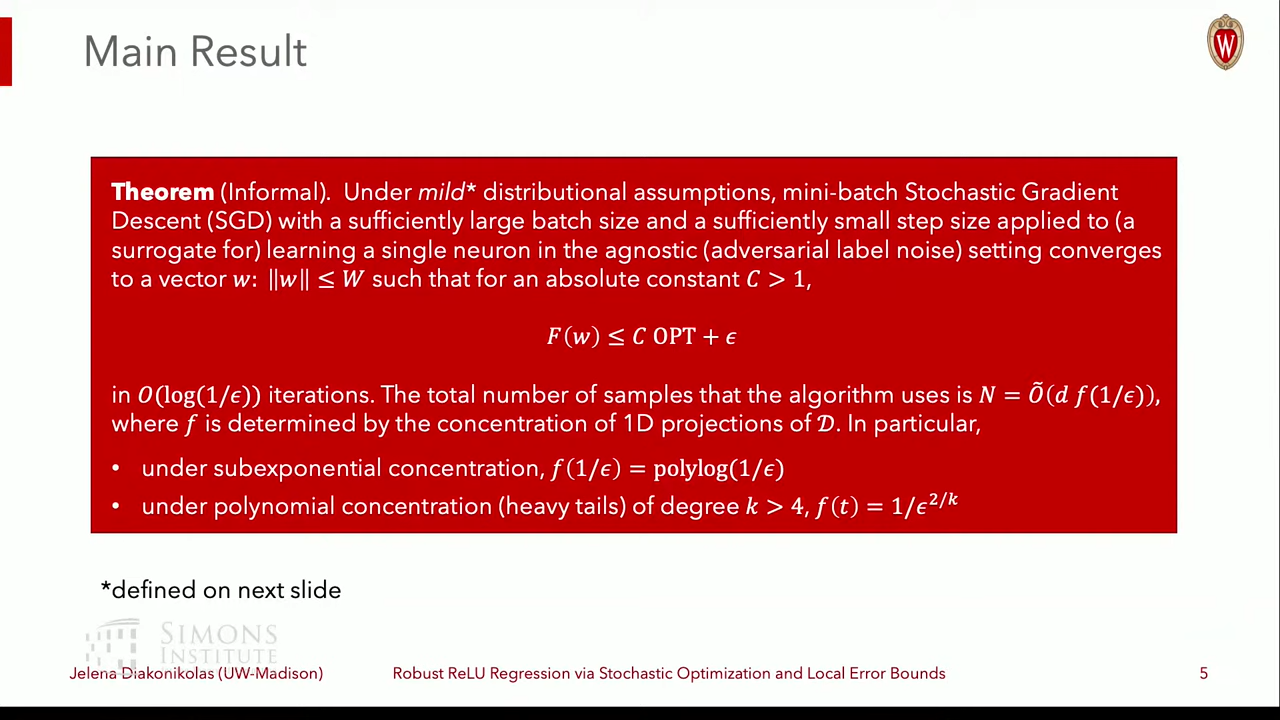 Main Result
W
Theorem (Informal). Under mild* distributional assumptions, mini-batch Stochastic Gradient
Descent (SGD) with a sufficiently large batch size and a sufficiently small step size applied to (a
surrogate for) learning a single neuron in the agnostic (adversarial label noise) setting converges
to a vector w: ‖w‖ ≤ W such that for an absolute constant C > 1,
F(w) ≤ C OPT + ϵ
in O(log(1/ϵ)) iterations. The total number of samples that the algorithm uses is N = Õ(d f(1/ϵ)),
where f is determined by the concentration of 1D projections of 𝒟. In particular,
• under subexponential concentration, f(1/ϵ) = polylog(1/ϵ)
• under polynomial concentration (heavy tails) of degree k > 4, f(t) = 1/ϵ^{2/k}
*defined on next slide
SIMONS
INSTITUTE
Jelena Diakonikolas (UW-Madison) Robust ReLU Regression via Stochastic Optimization and Local Error Bounds 5